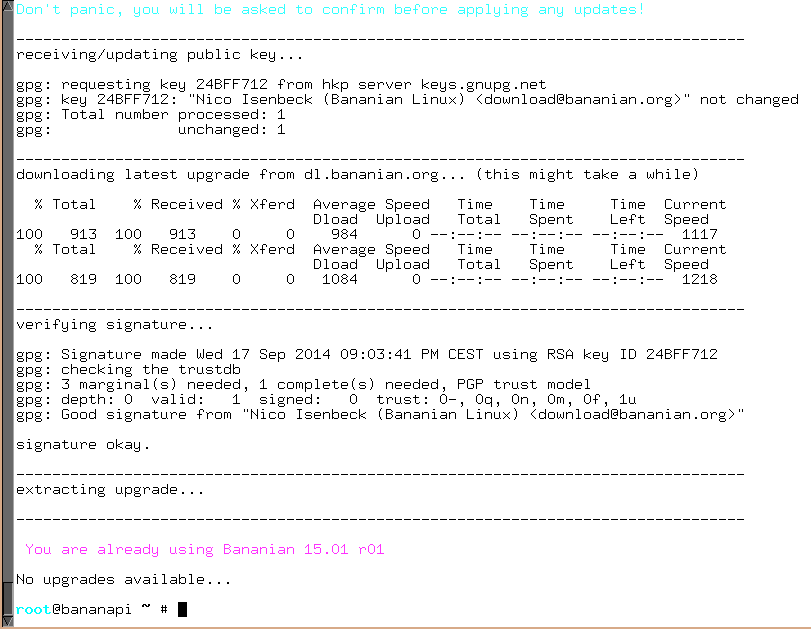 Don't panic, you will be asked to confirm before applying any updates!
---------------------------------------------------------------------------------
receiving/updating public key...
gpg: requesting key 24BFF712 from hkp server keys.gnupg.net
gpg: key 24BFF712: "Nico Isenbeck (Bananian Linux) <download@bananian.org>" not changed
gpg: Total number processed: 1
gpg:              unchanged: 1
---------------------------------------------------------------------------------
downloading latest upgrade from dl.bananian.org... (this might take a while)
  % Total    % Received % Xferd  Average Speed   Time    Time     Time  Current
                                 Dload  Upload   Total   Spent    Left  Speed
100   913  100   913    0     0    984      0 --:--:-- --:--:-- --:--:--  1117
  % Total    % Received % Xferd  Average Speed   Time    Time     Time  Current
                                 Dload  Upload   Total   Spent    Left  Speed
100   819  100   819    0     0   1084      0 --:--:-- --:--:-- --:--:--  1218
---------------------------------------------------------------------------------
verifying signature...
gpg: Signature made Wed 17 Sep 2014 09:03:41 PM CEST using RSA key ID 24BFF712
gpg: checking the trustdb
gpg: 3 marginal(s) needed, 1 complete(s) needed, PGP trust model
gpg: depth: 0  valid:   1  signed:   0  trust: 0-, 0q, 0n, 0m, 0f, 1u
gpg: Good signature from "Nico Isenbeck (Bananian Linux) <download@bananian.org>"
signature okay.
---------------------------------------------------------------------------------
extracting upgrade...
---------------------------------------------------------------------------------
You are already using Bananian 15.01 r01
No upgrades available...
root@bananapi ~ #